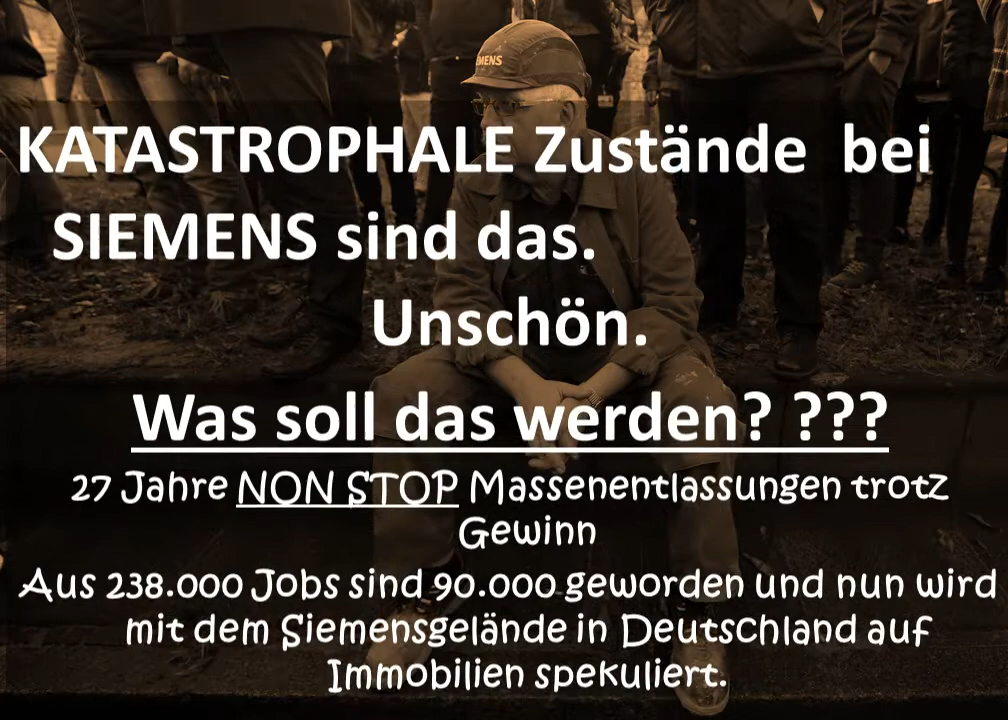 EMENS
KATASTROPHALE Zustände bei
SIEMENS sind das.
Unschön.
Was soll das werden? ???
27 Jahre NON STOP Massenentlassungen trotz
Gewinn
Aus 238.000 Jobs sind 90.000 geworden und nun wird
mit dem Siemensgelände in Deutschland auf
Immobilien spekuliert.